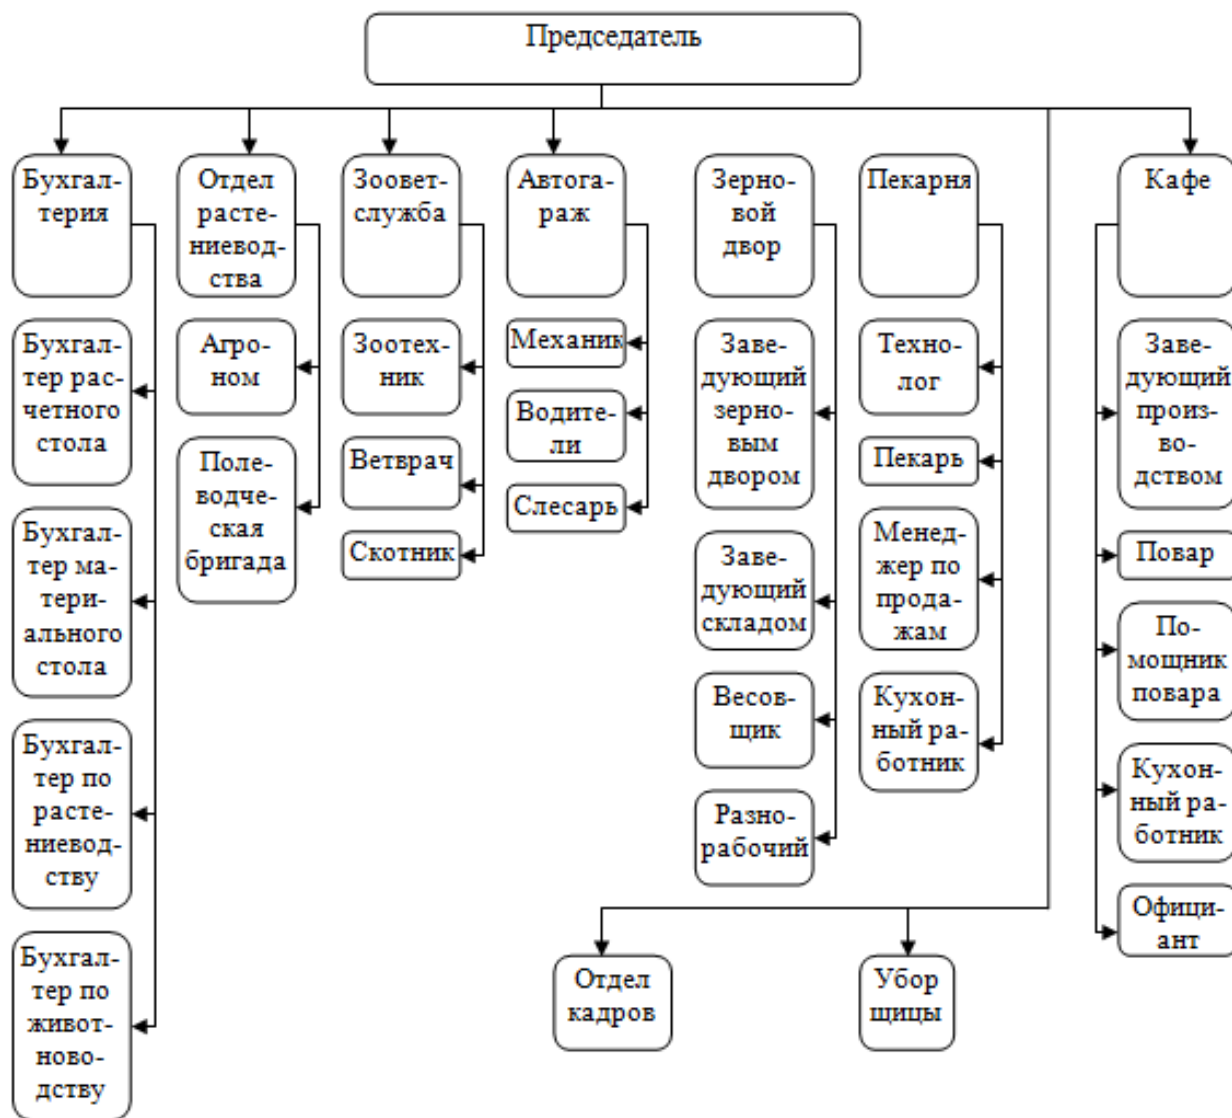 Председатель
Бухгал-
терия
Отдел
расте-
ниевод-
ства
Зоовет-
служба
Автога-
раж
Зерно-
вой
двор
Пекарня
Кафе
Бухгал-
тер рас-
четного
стола
Бухгал-
тер ма-
тери-
ального
стола
Бухгал-
тер по
расте-
ниевод-
ству
Бухгал-
тер по
живот-
ново-
дству
Агро-
ном
Поле-
водче-
ская
бригада
Зоотех-
ник
Ветврач
Скотник
Механик
Водите-
ли
Слесарь
Заве-
дующий
зерно-
вым
двором
Заве-
дующий
складом
Весов-
щик
Разно-
рабочий
Техно-
лог
Пекарь
Менед-
жер по
прода-
жам
Кухон-
ный ра-
ботник
Заве-
дующий
произ-
во-
дством
Повар
По-
мощник
повара
Кухон-
ный ра-
ботник
Офици-
ант
Отдел
кадров
Убор
щицы